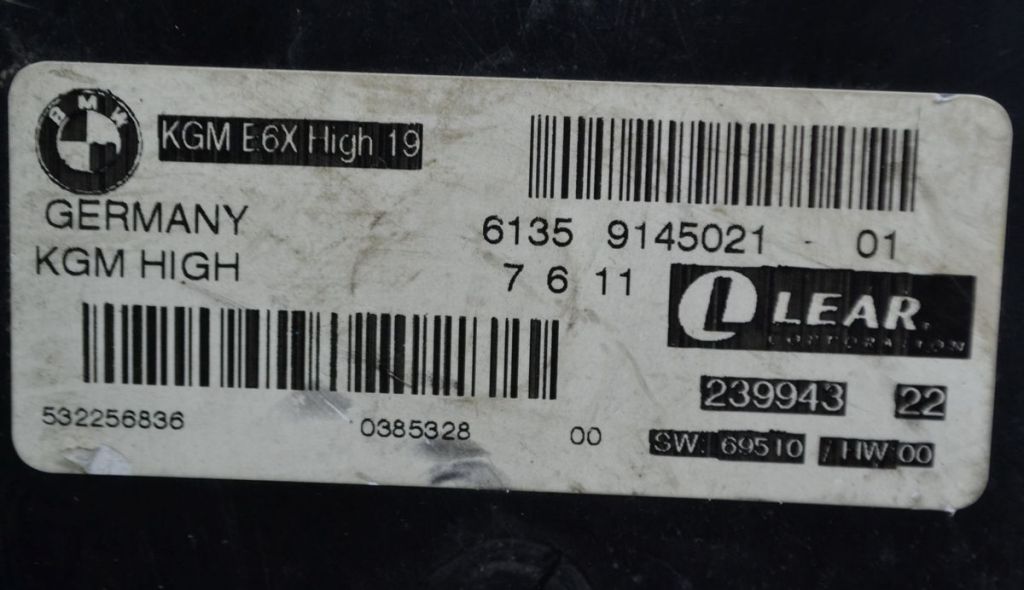 BMW
KGM E6X High 19
GERMANY
KGM HIGH
6135 9145021 - 01
7 6 11
LEAR.
CORPORATION
239943 22
532256836 0385328 00
SW: 69510 / HW 00